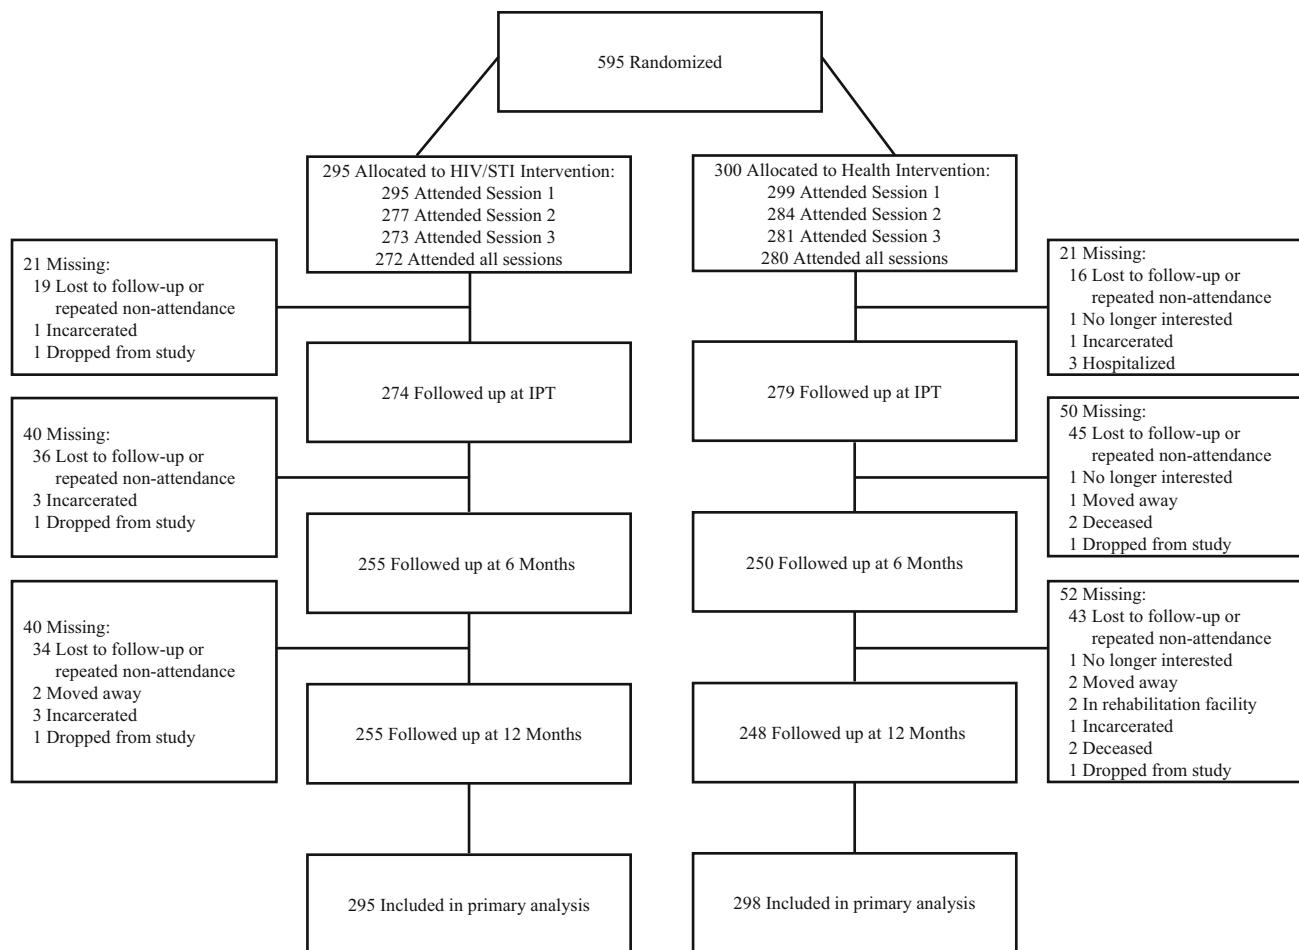 595 Randomized
295 Allocated to HIV/STI Intervention:
295 Attended Session 1
277 Attended Session 2
273 Attended Session 3
272 Attended all sessions
300 Allocated to Health Intervention:
299 Attended Session 1
284 Attended Session 2
281 Attended Session 3
280 Attended all sessions
21 Missing:
19 Lost to follow-up or
repeated non-attendance
1 Incarcerated
1 Dropped from study
21 Missing:
16 Lost to follow-up or
repeated non-attendance
1 No longer interested
1 Incarcerated
3 Hospitalized
274 Followed up at IPT
279 Followed up at IPT
40 Missing:
36 Lost to follow-up or
repeated non-attendance
3 Incarcerated
1 Dropped from study
50 Missing:
45 Lost to follow-up or
repeated non-attendance
1 No longer interested
1 Moved away
2 Deceased
1 Dropped from study
255 Followed up at 6 Months
250 Followed up at 6 Months
40 Missing:
34 Lost to follow-up or
repeated non-attendance
2 Moved away
3 Incarcerated
1 Dropped from study
52 Missing:
43 Lost to follow-up or
repeated non-attendance
1 No longer interested
2 Moved away
2 In rehabilitation facility
1 Incarcerated
2 Deceased
1 Dropped from study
255 Followed up at 12 Months
248 Followed up at 12 Months
295 Included in primary analysis
298 Included in primary analysis